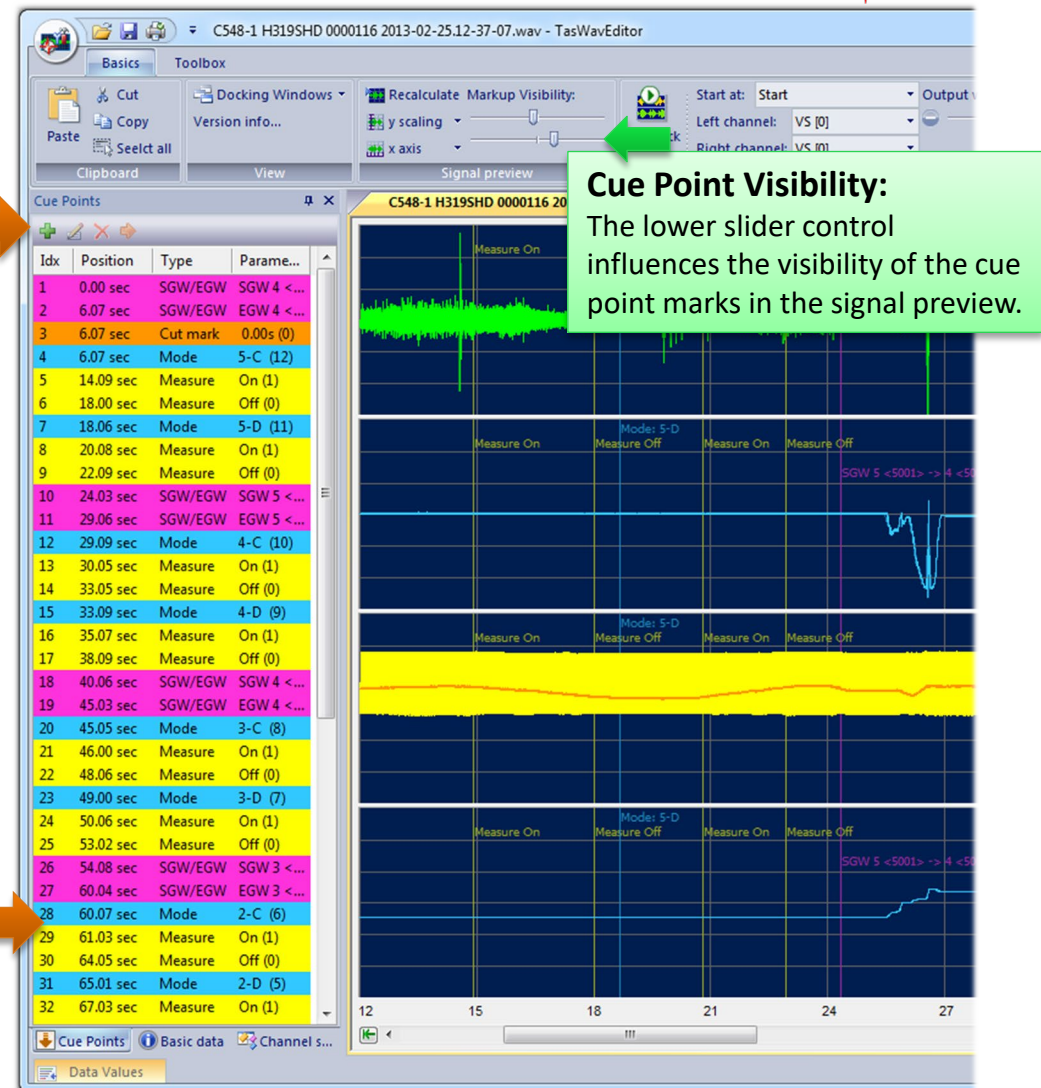 C548-1 H319SHD 0000116 2013-02-25.12-37-07.wav - TasWavEditor
Basics Toolbox
Paste
Cut
Copy
Seelct all
Clipboard
Docking Windows
Version info...
View
Recalculate Markup Visibility:
y scaling
x axis
Signal preview
Start at: Start
Left channel: VS [0]
Right channel: VS [0]
Output
Cue Point Visibility:
The lower slider control
influences the visibility of the cue
point marks in the signal preview.
Cue Points
Idx Position Type Parame...
1 0.00 sec SGW/EGW SGW 4 <...
2 6.07 sec SGW/EGW EGW 4 <...
3 6.07 sec Cut mark 0.00s (0)
4 6.07 sec Mode 5-C (12)
5 14.09 sec Measure On (1)
6 18.00 sec Measure Off (0)
7 18.06 sec Mode 5-D (11)
8 20.08 sec Measure On (1)
9 22.09 sec Measure Off (0)
10 24.03 sec SGW/EGW SGW 5 <...
11 29.06 sec SGW/EGW EGW 5 <...
12 29.09 sec Mode 4-C (10)
13 30.05 sec Measure On (1)
14 33.05 sec Measure Off (0)
15 33.09 sec Mode 4-D (9)
16 35.07 sec Measure On (1)
17 38.09 sec Measure Off (0)
18 40.06 sec SGW/EGW SGW 4 <...
19 45.03 sec SGW/EGW EGW 4 <...
20 45.05 sec Mode 3-C (8)
21 46.00 sec Measure On (1)
22 48.06 sec Measure Off (0)
23 49.00 sec Mode 3-D (7)
24 50.06 sec Measure On (1)
25 53.02 sec Measure Off (0)
26 54.08 sec SGW/EGW SGW 3 <...
27 60.04 sec SGW/EGW EGW 3 <...
28 60.07 sec Mode 2-C (6)
29 61.03 sec Measure On (1)
30 64.05 sec Measure Off (0)
31 65.01 sec Mode 2-D (5)
32 67.03 sec Measure On (1)
Cue Points Basic data Channel s...
Data Values
C548-1 H319SHD 0000116 20
Measure On
Mode: 5-D
Measure On Measure Off Measure On Measure Off
SGW 5 <5001> -> 4 <50
Mode: 5-D
Measure On Measure Off Measure On Measure Off
Mode: 5-D
Measure On Measure Off Measure On Measure Off
SGW 5 <5001> -> 4 <50
12 15 18 21 24 27